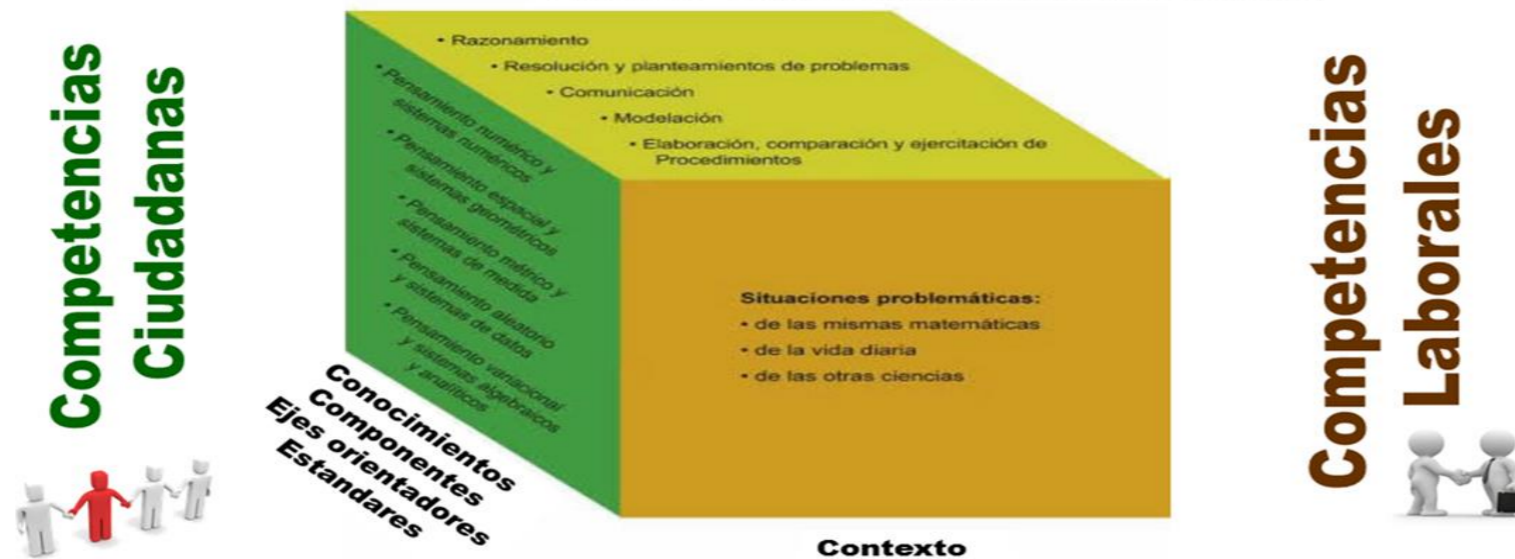 Competencias
Ciudadanas
• Razonamiento
• Resolución y planteamientos de problemas
• Comunicación
• Modelación
• Elaboración, comparación y ejercitación de
Procedimientos
• Pensamiento numérico y
sistemas numéricos
• Pensamiento espacial y
sistemas geométricos
• Pensamiento métrico y
sistemas de medida
• Pensamiento aleatorio
y sistemas de datos
• Pensamiento variacional
y sistemas algebraicos
y analíticos
Conocimientos
Componentes
Ejes orientadores
Estandares
Situaciones problemáticas:
• de las mismas matemáticas
• de la vida diaria
• de las otras ciencias
Contexto
Competencias
Laborales